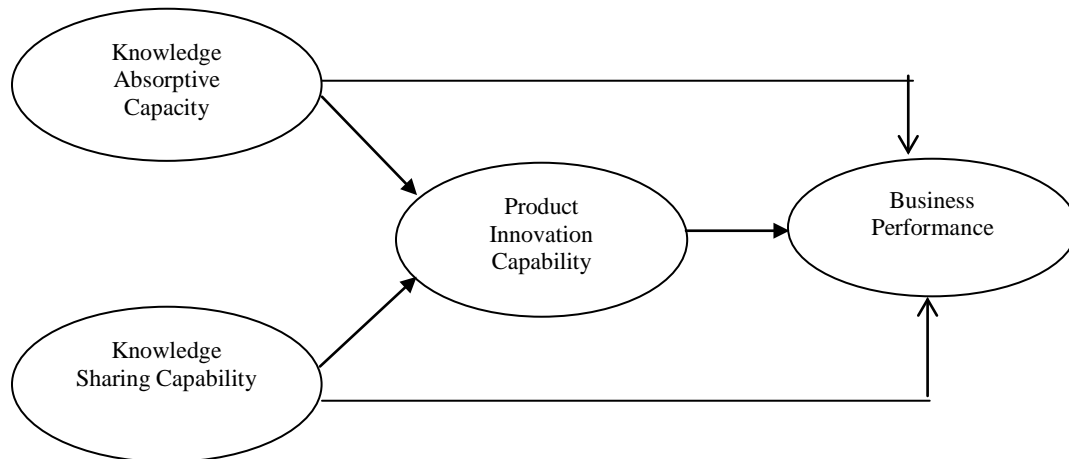 Knowledge
Absorptive
Capacity
Product
Innovation
Capability
Business
Performance
Knowledge
Sharing Capability